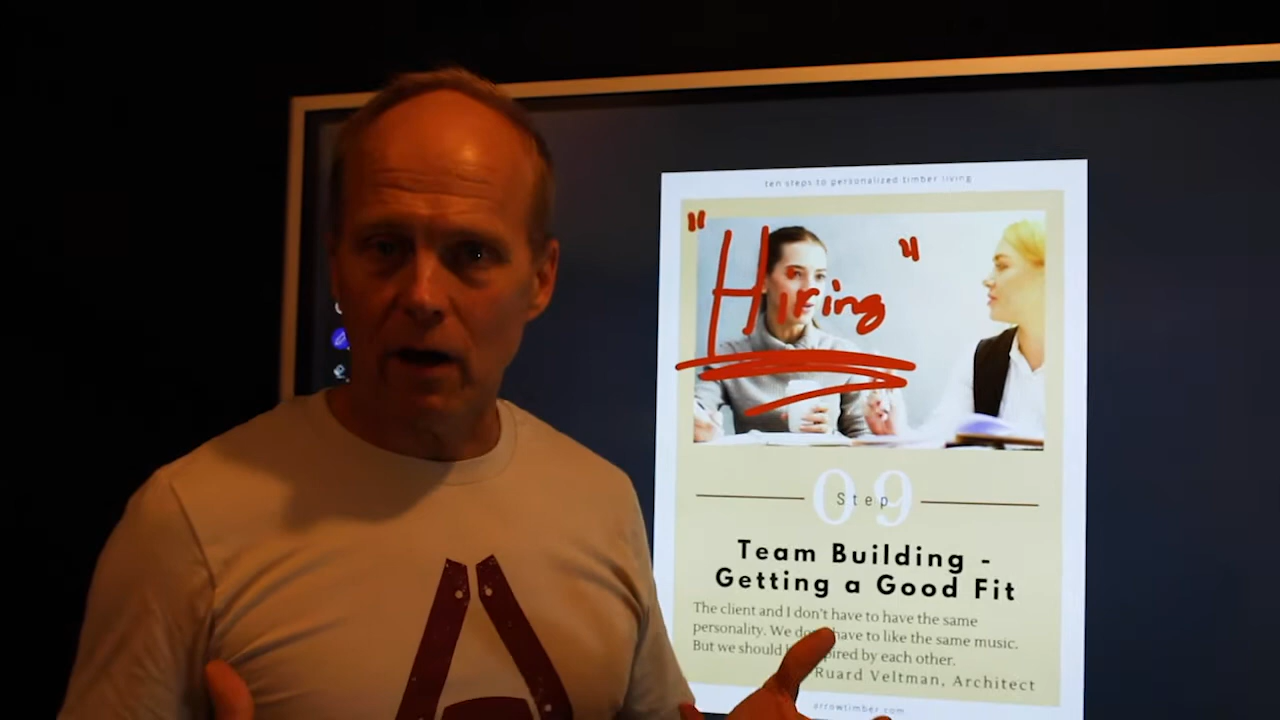 ten steps to personalized timber living
"Hiring"
Step
09
Team Building -
Getting a Good Fit
The client and I don't have to have the same
personality. We don't have to like the same music.
But we should be inspired by each other.
Ruard Veltman, Architect
arrowtimber.com